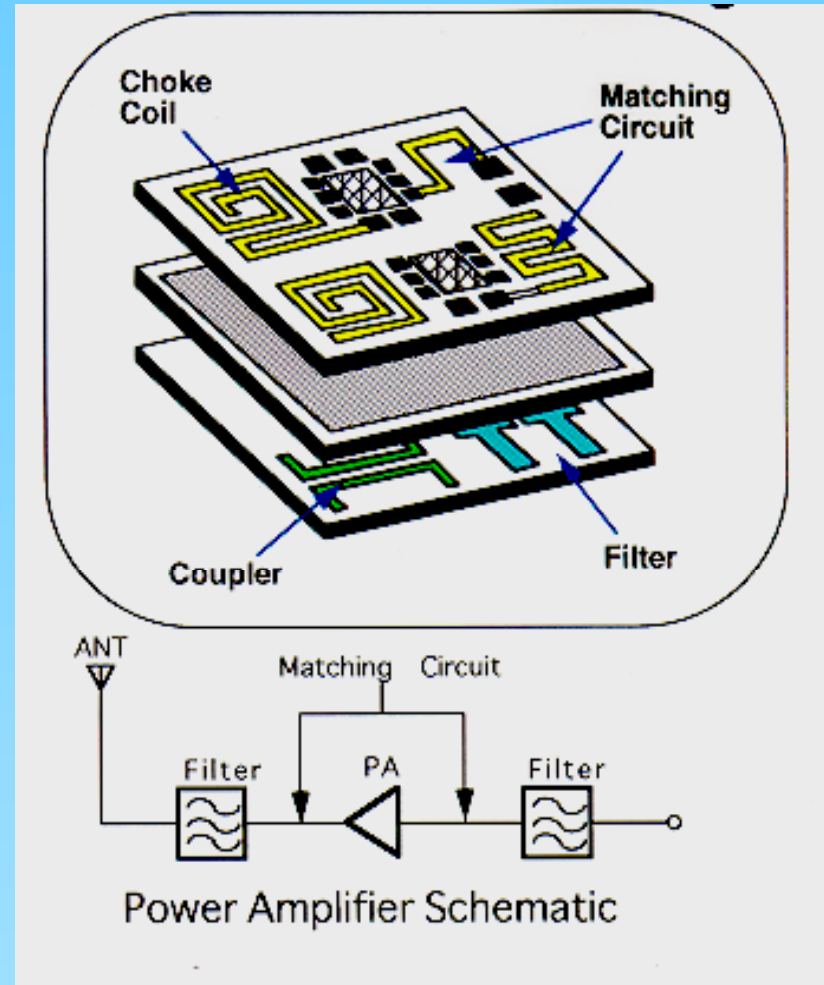 Choke
Coil
Matching
Circuit
Coupler
Filter
ANT
Matching Circuit
Filter
PA
Filter
Power Amplifier Schematic